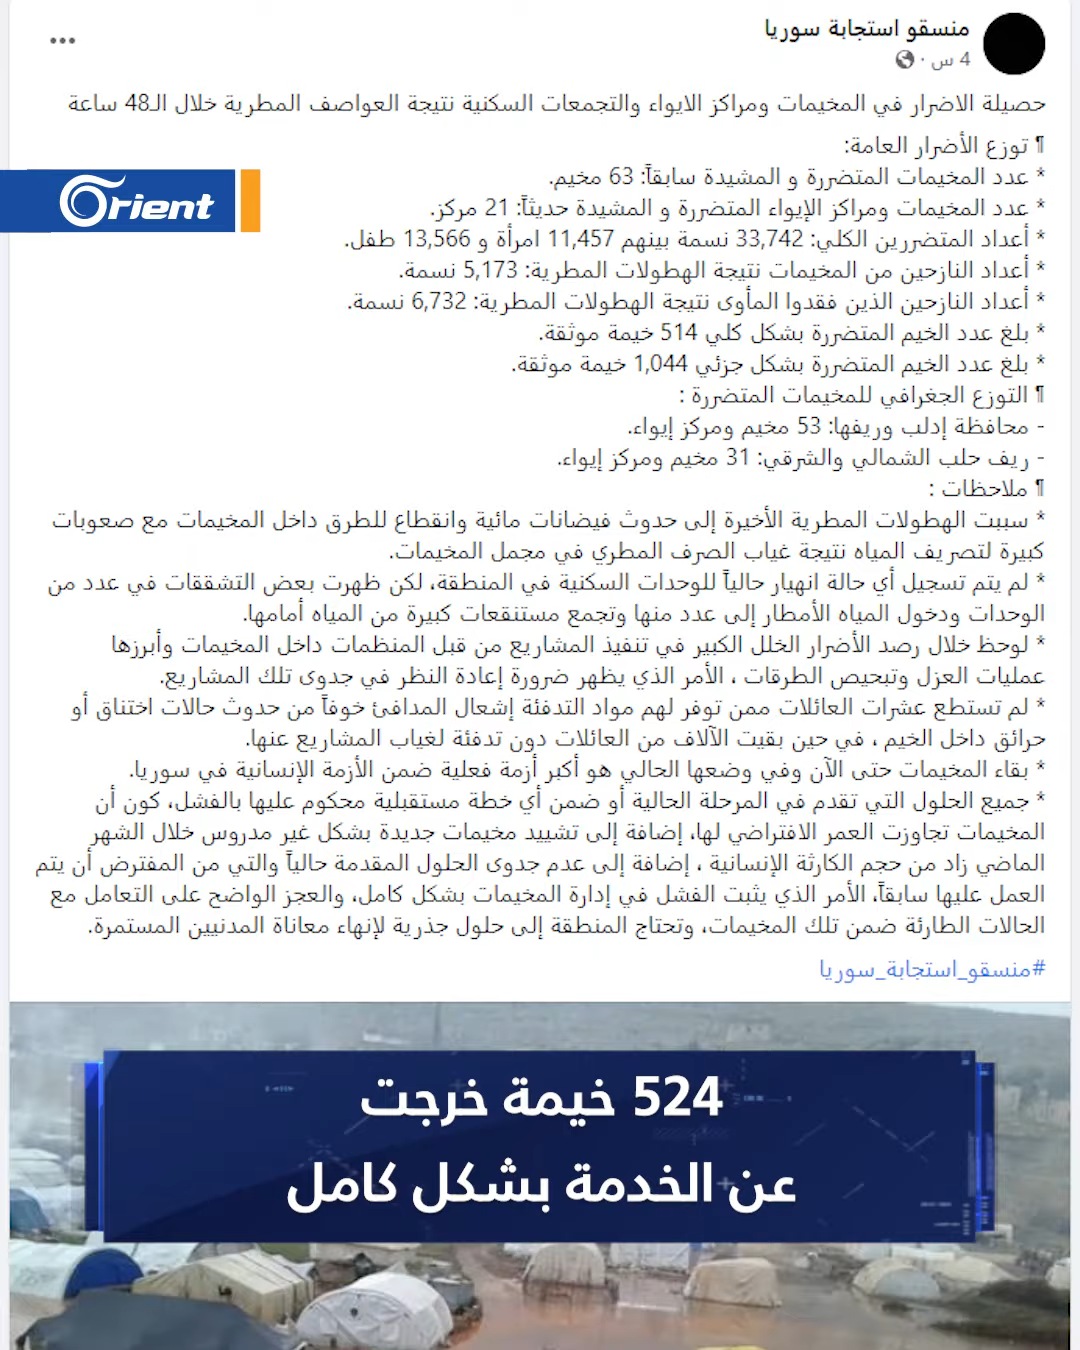 منسقو استجابة سوريا
4 س ·
حصيلة الاضرار في المخيمات ومراكز الايواء والتجمعات السكنية نتيجة العواصف المطرية خلال الـ48 ساعة
¶ توزع الأضرار العامة:
* عدد المخيمات المتضررة و المشيدة سابقاً: 63 مخيم.
Orient
* عدد المخيمات ومراكز الإيواء المتضررة و المشيدة حديثاً: 21 مركز.
* أعداد المتضررين الكلي: 33,742 نسمة بينهم 11,457 امرأة و 13,566 طفل.
* أعداد النازحين من المخيمات نتيجة الهطولات المطرية: 5,173 نسمة.
* أعداد النازحين الذين فقدوا المأوى نتيجة الهطولات المطرية: 6,732 نسمة.
* بلغ عدد الخيم المتضررة بشكل كلي 514 خيمة موثقة.
* بلغ عدد الخيم المتضررة بشكل جزئي 1,044 خيمة موثقة.
¶ التوزع الجغرافي للمخيمات المتضررة :
- محافظة إدلب وريفها: 53 مخيم ومركز إيواء.
- ريف حلب الشمالي والشرقي: 31 مخيم ومركز إيواء.
¶ ملاحظات :
* سببت الهطولات المطرية الأخيرة إلى حدوث فيضانات مائية وانقطاع للطرق داخل المخيمات مع صعوبات
كبيرة لتصريف المياه نتيجة غياب الصرف المطري في مجمل المخيمات.
* لم يتم تسجيل أي حالة انهيار حالياً للوحدات السكنية في المنطقة، لكن ظهرت بعض التشققات في عدد من
الوحدات ودخول المياه الأمطار إلى عدد منها وتجمع مستنقعات كبيرة من المياه أمامها.
* لوحظ خلال رصد الأضرار الخلل الكبير في تنفيذ المشاريع من قبل المنظمات داخل المخيمات وأبرزها
عمليات العزل وتبحيص الطرقات ، الأمر الذي يظهر ضرورة إعادة النظر في جدوى تلك المشاريع.
* لم تستطع عشرات العائلات ممن توفر لهم مواد التدفئة إشعال المدافئ خوفاً من حدوث حالات اختناق أو
حرائق داخل الخيم ، في حين بقيت الآلاف من العائلات دون تدفئة لغياب المشاريع عنها.
* بقاء المخيمات حتى الآن وفي وضعها الحالي هو أكبر أزمة فعلية ضمن الأزمة الإنسانية في سوريا.
* جميع الحلول التي تقدم في المرحلة الحالية أو ضمن أي خطة مستقبلية محكوم عليها بالفشل، كون أن
المخيمات تجاوزت العمر الافتراضي لها، إضافة إلى تشييد مخيمات جديدة بشكل غير مدروس خلال الشهر
الماضي زاد من حجم الكارثة الإنسانية ، إضافة إلى عدم جدوى الحلول المقدمة حالياً والتي من المفترض أن يتم
العمل عليها سابقاً، الأمر الذي يثبت الفشل في إدارة المخيمات بشكل كامل، والعجز الواضح على التعامل مع
الحالات الطارئة ضمن تلك المخيمات، وتحتاج المنطقة إلى حلول جذرية لإنهاء معاناة المدنيين المستمرة.
#منسقو_استجابة_سوريا
524 خيمة خرجت
عن الخدمة بشكل كامل